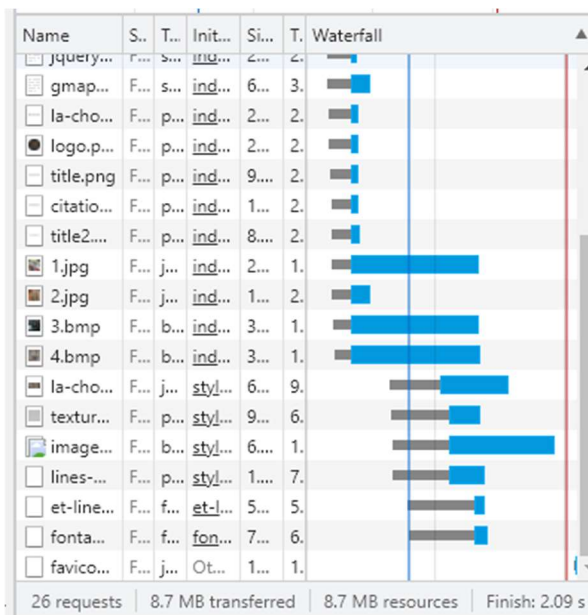 Name S.. T... Init... Si... T. Waterfall
jquery... F... s... ind... 2... 2.
gmap... F... s... ind... 6... 3.
la-cho... F... p... ind... 2... 2.
logo.p... F... p... ind... 2... 2.
title.png F... p... ind... 9.... 2.
citatio... F... p... ind... 1... 2.
title2.... F... p... ind... 8.... 2.
1.jpg F... j... ind... 2... 1.
2.jpg F... j... ind... 1... 2.
3.bmp F... b... ind... 3... 1.
4.bmp F... b... ind... 3... 1.
la-cho... F... j... styl... 6... 9.
textur... F... p... styl... 9... 6.
image... F... b... styl... 6.... 1.
lines-... F... p... styl... 1.... 7.
et-line... F... f... et-l... 5... 5.
fonta... F... f... fon... 7... 6.
favico... F... j... Ot... 1... 1.
26 requests 8.7 MB transferred 8.7 MB resources Finish: 2.09 s